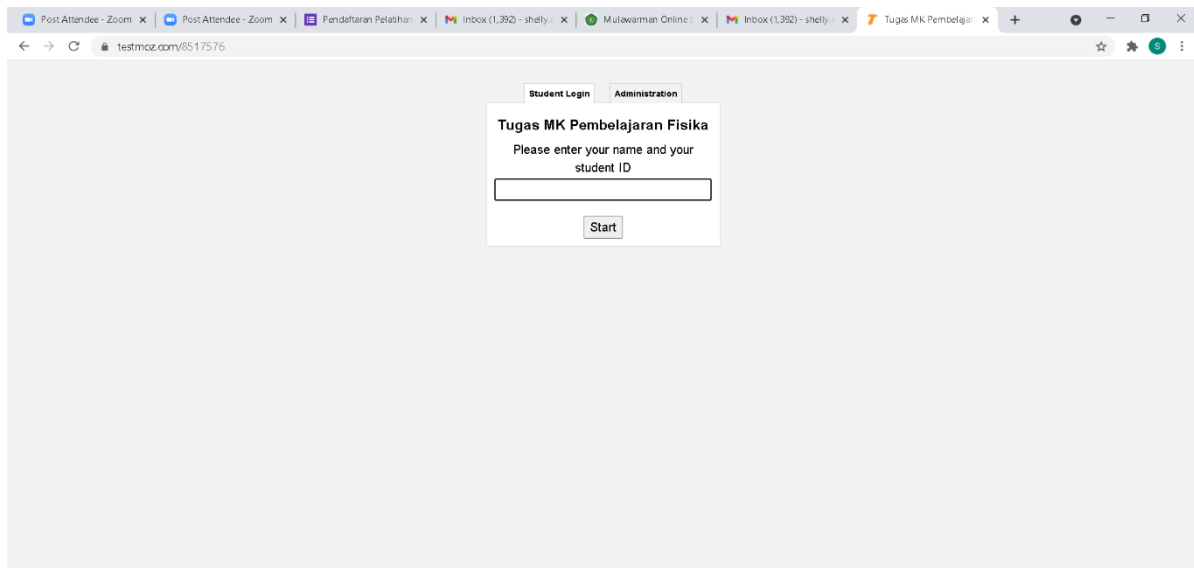 Post Attendee - Zoom
Post Attendee - Zoom
Pendaftaran Pelatihan
Inbox (1,392) - shelly.
Mulawarman Online L
Inbox (1,392) - shelly.
Tugas MK Pembelajar
testmoz.com/8517576
S
Student Login
Administration
Tugas MK Pembelajaran Fisika
Please enter your name and your
student ID
Start